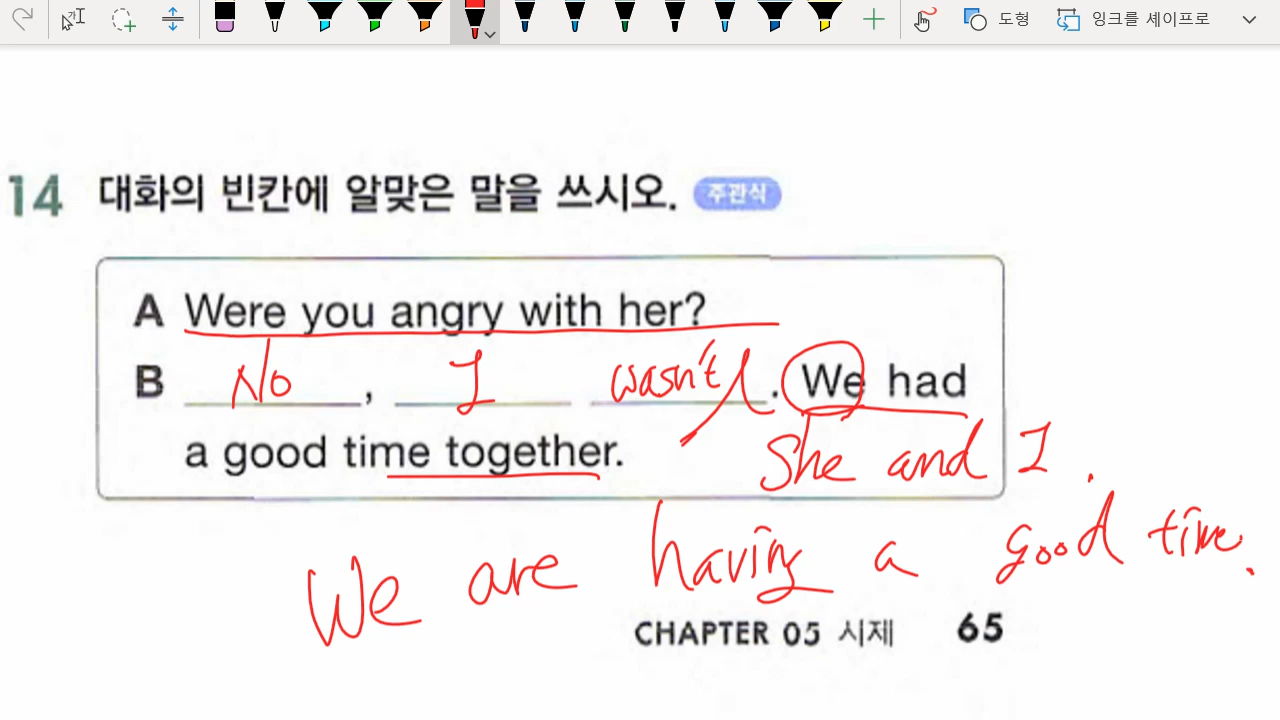 도형 잉크를 셰이프로
14 대화의 빈칸에 알맞은 말을 쓰시오. 주관식
A Were you angry with her?
B No, I wasn't. We had
a good time together.
She and I.
We are having a good time.
CHAPTER 05 시제 65